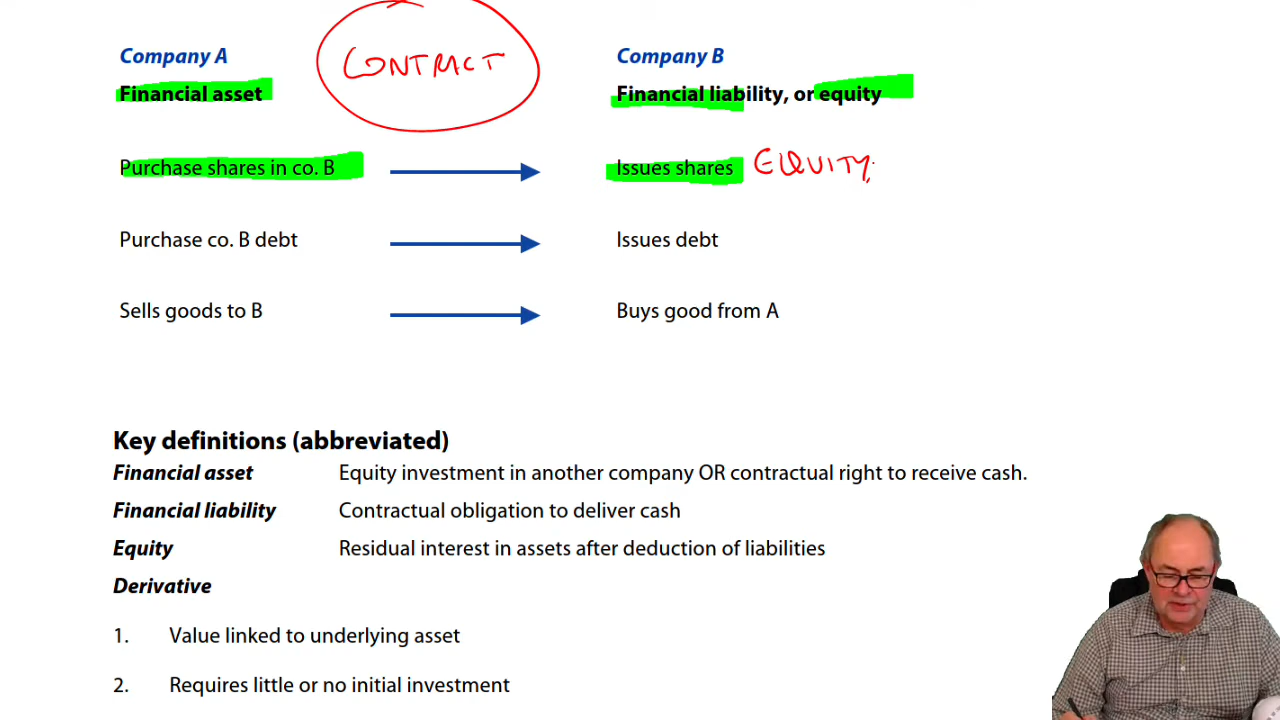 Company A CONTRACT Company B
Financial asset Financial liability, or equity
Purchase shares in co. B Issues shares EQUITY
Purchase co. B debt Issues debt
Sells goods to B Buys good from A
Key definitions (abbreviated)
Financial asset Equity investment in another company OR contractual right to receive cash.
Financial liability Contractual obligation to deliver cash
Equity Residual interest in assets after deduction of liabilities
Derivative
1. Value linked to underlying asset
2. Requires little or no initial investment